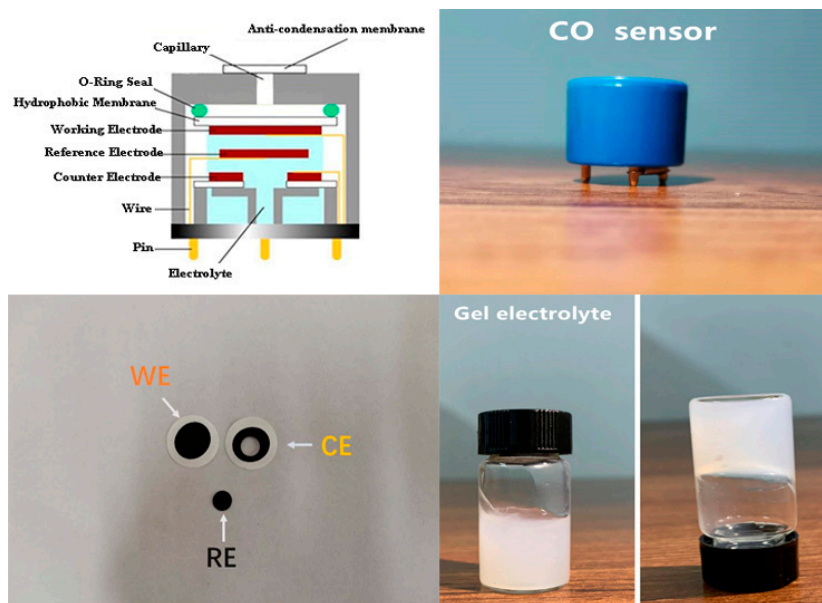 Anti-condensation membrane
Capillary
O-Ring Seal
Hydrophobic Membrane
Working Electrode
Reference Electrode
Counter Electrode
Wire
Pin
Electrolyte
CO sensor
WE
CE
RE
Gel electrolyte